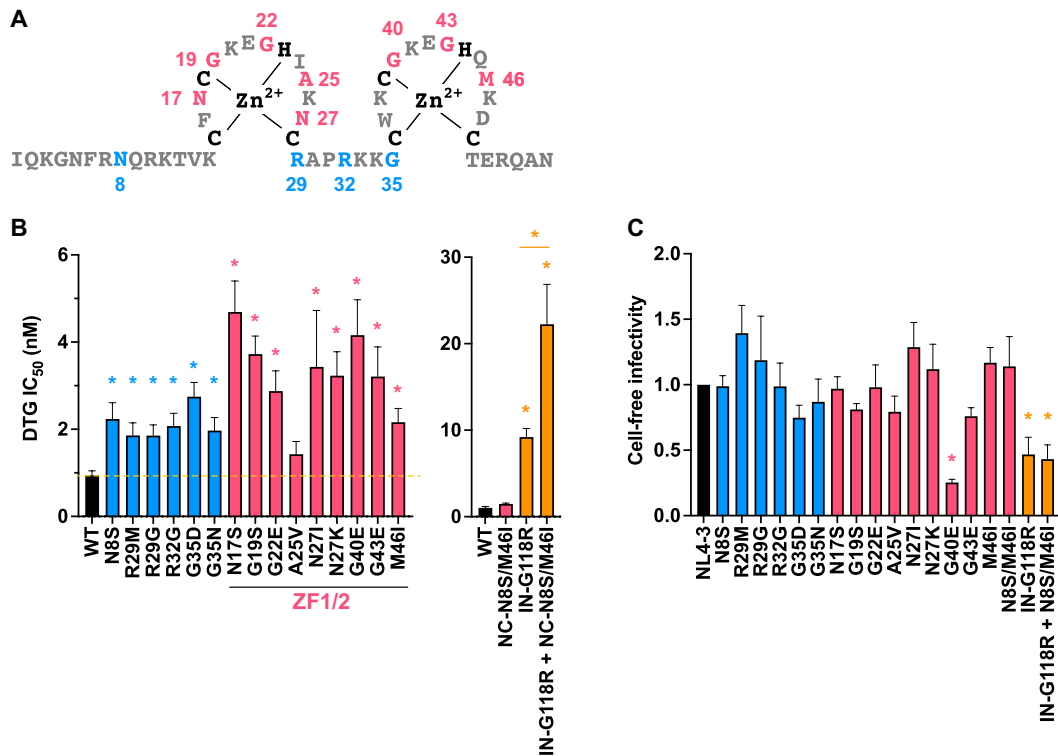 A
22
43
19
G
K
E
G
H
40
G
K
E
G
H
Q
C
I
C
M
46
17
N
Zn2+
A
25
K
Zn2+
K
F
K
W
D
N
27
C
C
C
C
IQKGNFRNQRKTVK
RAPRKKG
TERQAN
8
29
32
35
B
DTG IC50 (nM)
6
4
2
0
* * * * * * * * * * * * * *
WT
N8S
R29M
R29G
R32G
G35D
G35N
N17S
G19S
G22E
A25V
N27I
N27K
G40E
G43E
M46I
ZF1/2
30
20
10
0
*
*
*
WT
NC-N8S/M46I
IN-G118R
IN-G118R + NC-N8S/M46I
C
Cell-free infectivity
2.0
1.5
1.0
0.5
0.0
*
* *
NL4-3
N8S
R29M
R29G
R32G
G35D
G35N
N17S
G19S
G22E
A25V
N27I
N27K
G40E
G43E
M46I
N8S/M46I
IN-G118R
IN-G118R + N8S/M46I